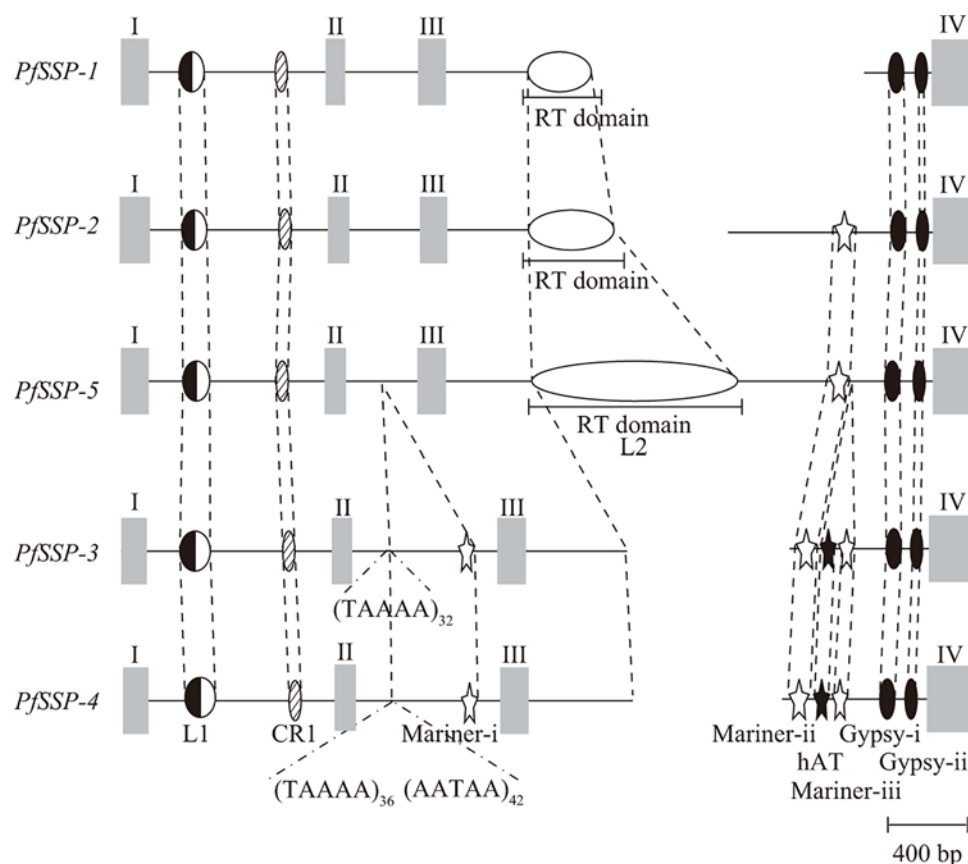 I II III IV
PfSSP-1
RT domain
I II III IV
PfSSP-2
RT domain
I II III IV
PfSSP-5
RT domain
L2
I II III IV
PfSSP-3
(TAAAA)32
I II III IV
PfSSP-4
L1 CR1 Mariner-i Mariner-ii Gypsy-i
hAT Gypsy-ii
Mariner-iii
(TAAAA)36 (AATAA)42
400 bp